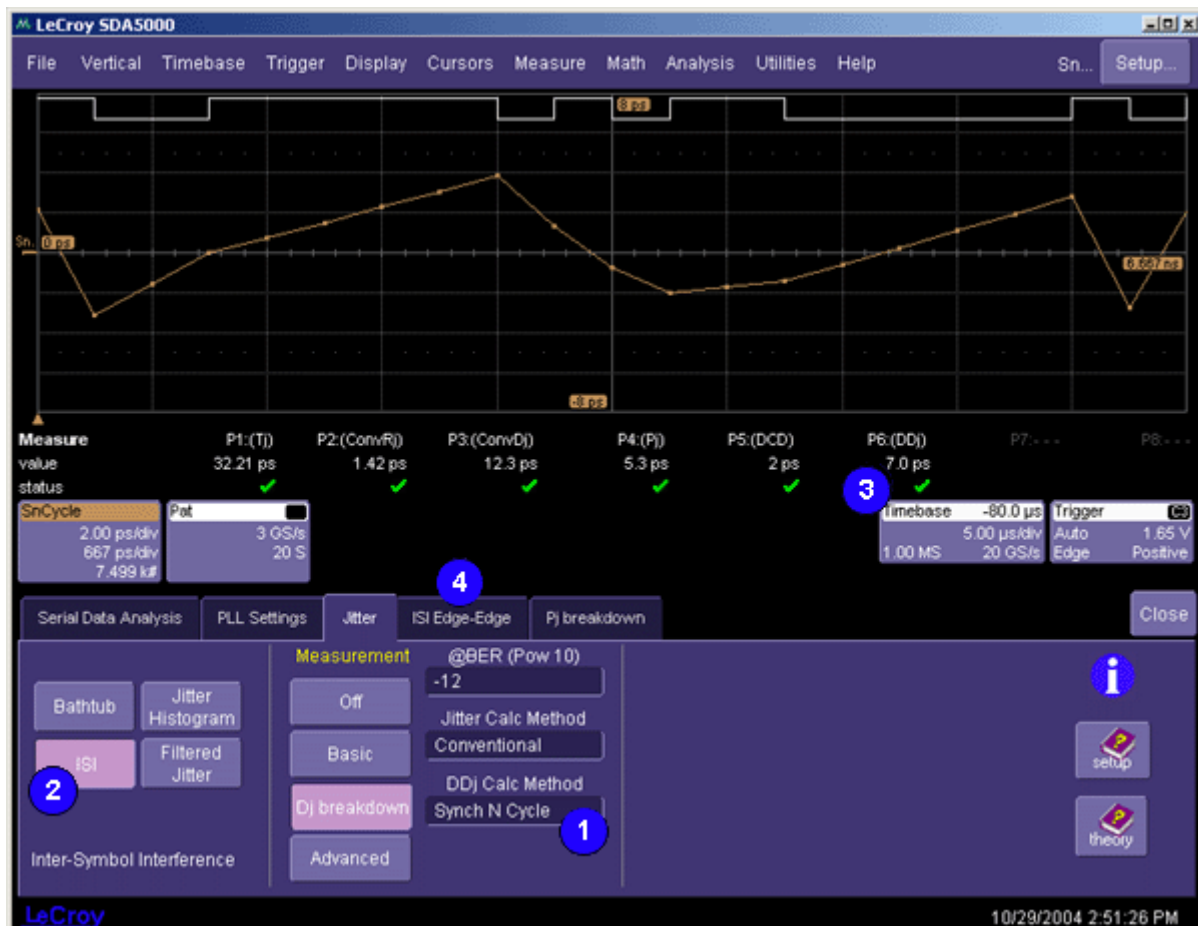 LeCroy SDA5000
File Vertical Timebase Trigger Display Cursors Measure Math Analysis Utilities Help Sn... Setup...
8 ps
Sn. 0 ps
6.667 ns
-8 ps
Measure P1:(Tj) P2:(ConvRj) P3:(ConvDj) P4:(Pj) P5:(DCD) P6:(DDj) P7:- - - P8:- - -
value 32.21 ps 1.42 ps 12.3 ps 5.3 ps 2 ps 7.0 ps
status
3
SnCycle Pat Timebase -80.0 µs Trigger C3
2.00 ps/div 3 GS/s 5.00 µs/div Auto 1.65 V
667 ps/div 20 S 1.00 MS 20 GS/s Edge Positive
7.499 k#
4
Serial Data Analysis PLL Settings Jitter ISI Edge-Edge Pj breakdown Close
Measurement @BER (Pow 10)
-12
Bathtub Jitter Histogram Off
Jitter Calc Method
ISI Filtered Jitter Basic Conventional
2
DDj Calc Method
Dj breakdown Synch N Cycle
1
Inter-Symbol Interference Advanced
setup
theory
LeCroy 10/29/2004 2:51:26 PM